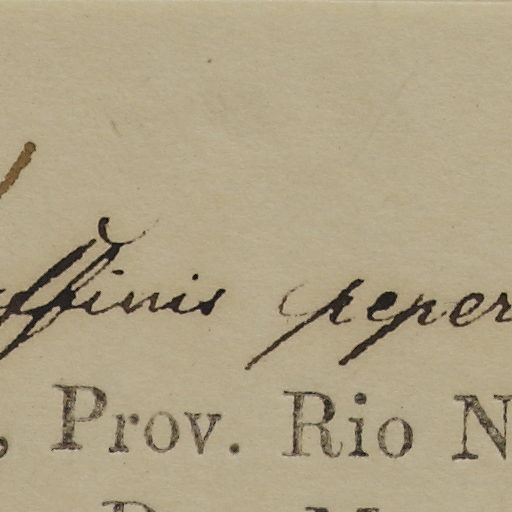 affinis peper
, Prov. Rio N